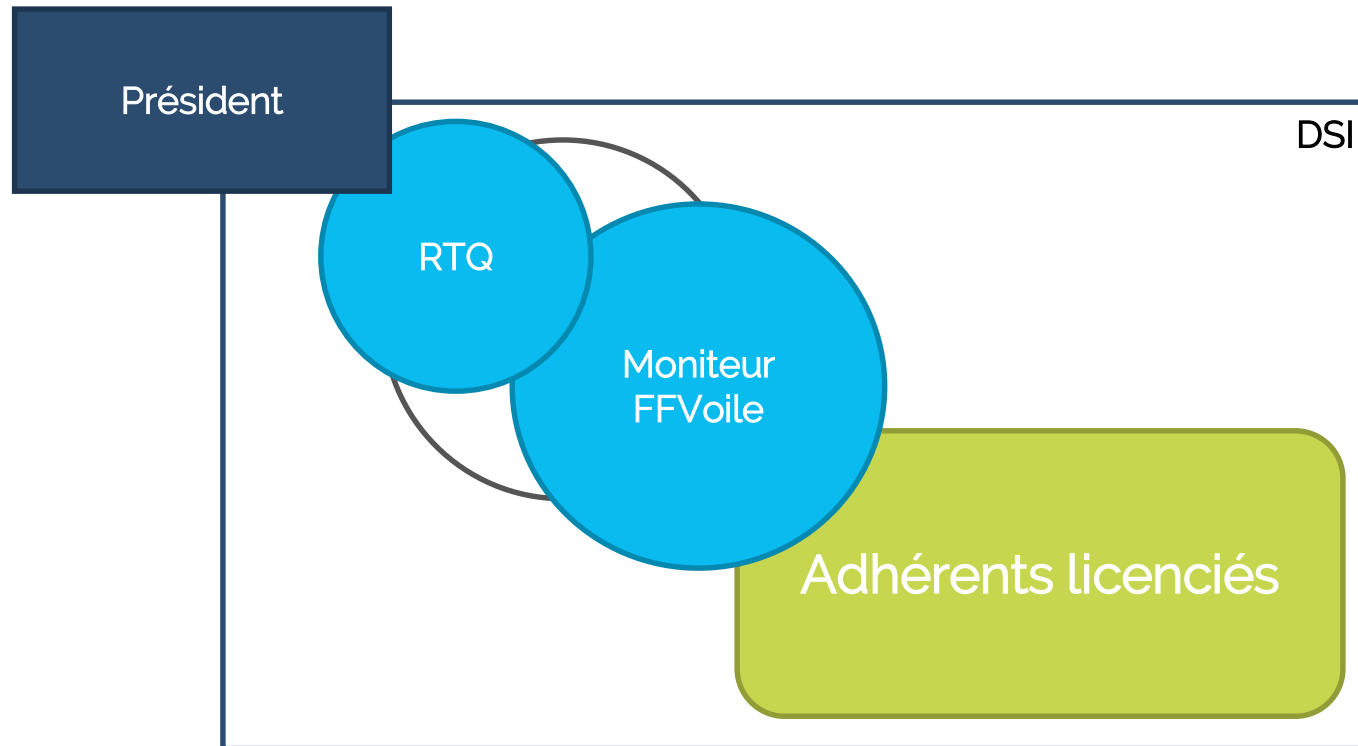 Président
DSI
RTQ
Moniteur
FFVoile
Adhérents licenciés